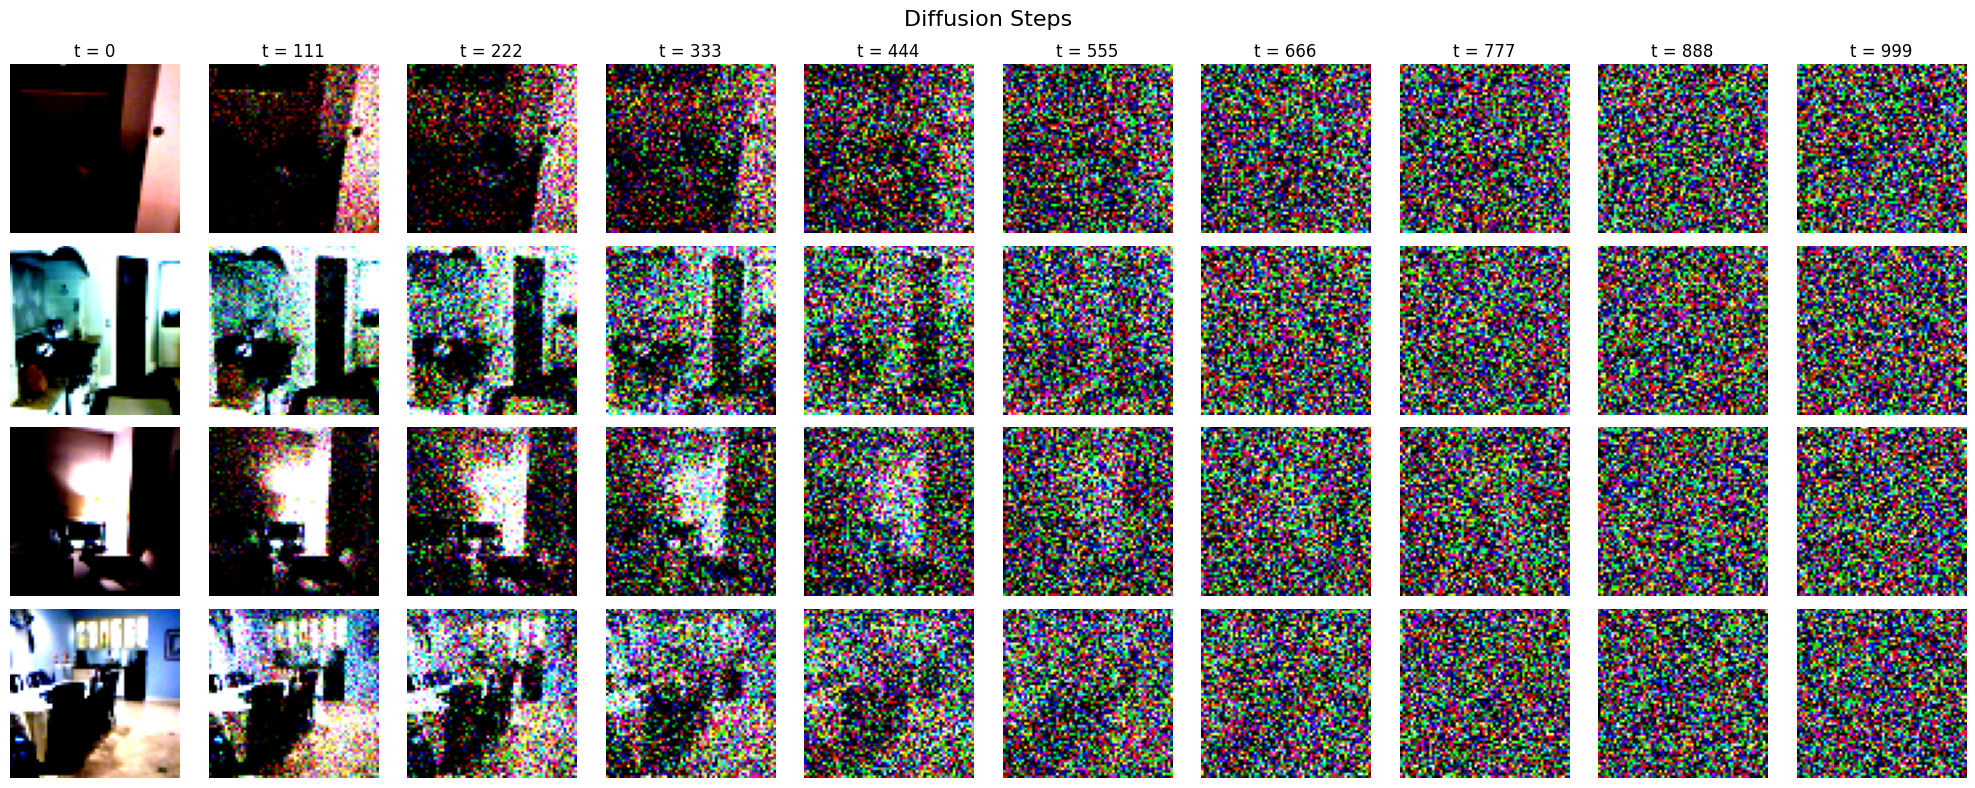 Diffusion Steps
t = 0 t = 111 t = 222 t = 333 t = 444 t = 555 t = 666 t = 777 t = 888 t = 999